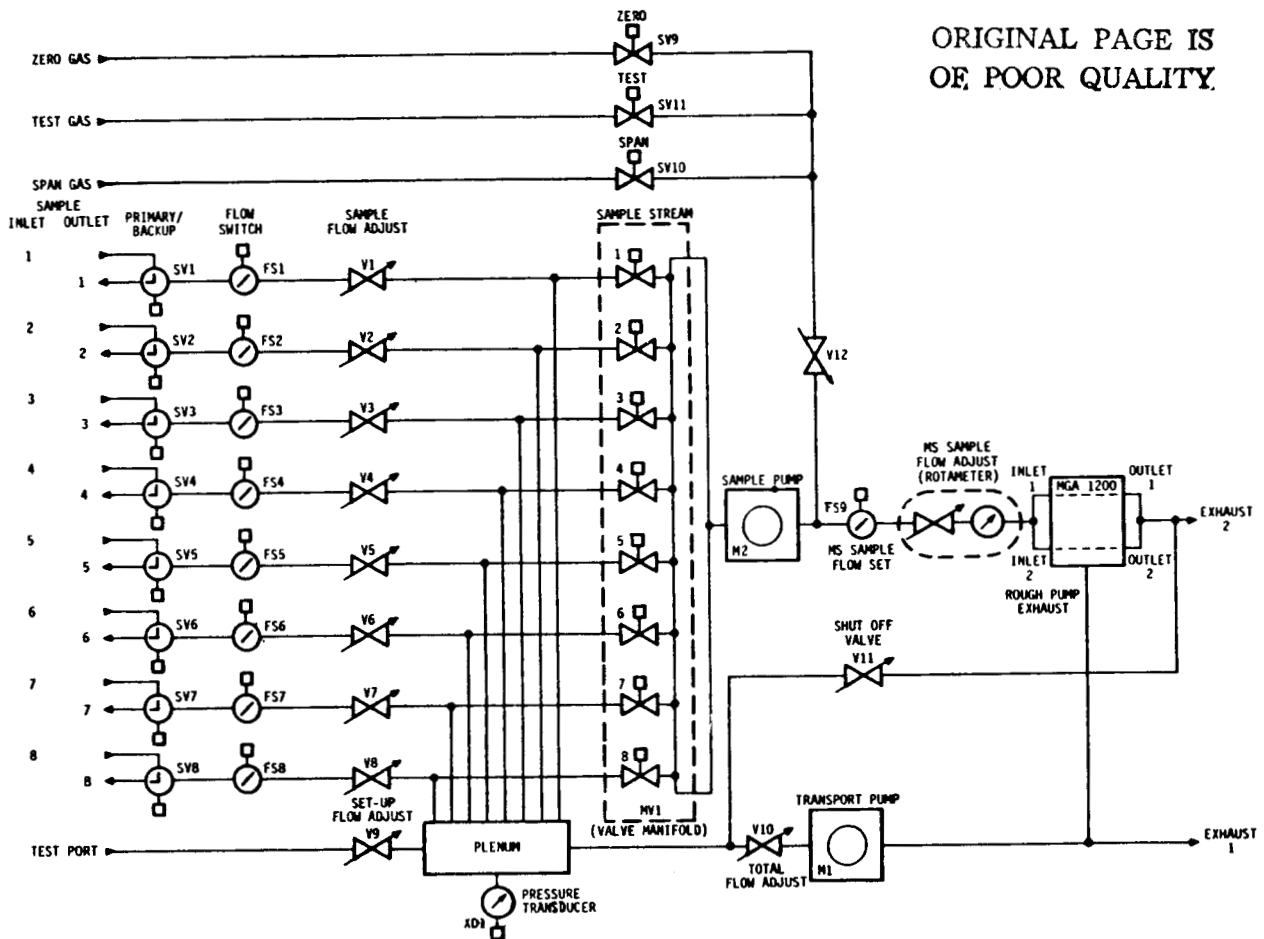 ORIGINAL PAGE IS
OF POOR QUALITY
ZERO
SV9
ZERO GAS
TEST
SV11
TEST GAS
SPAN
SV10
SPAN GAS
SAMPLE
INLET OUTLET
PRIMARY/
BACKUP
FLOW
SWITCH
SAMPLE
FLOW ADJUST
SAMPLE STREAM
1
1
SV1
FS1
V1
1
2
2
SV2
FS2
V2
2
V12
3
3
SV3
FS3
V3
3
4
4
SV4
FS4
V4
4
SAMPLE PUMP
M2
FS9
MS SAMPLE
FLOW SET
MS SAMPLE
FLOW ADJUST
(ROTAMETER)
INLET
1
MGA 1200
OUTLET
1
EXHAUST
2
INLET
2
OUTLET
2
ROUGH PUMP
EXHAUST
5
5
SV5
FS5
V5
5
6
6
SV6
FS6
V6
6
SHUT OFF
VALVE
V11
7
7
SV7
FS7
V7
7
8
8
SV8
FS8
V8
8
SET-UP
FLOW ADJUST
V9
MV1
(VALVE MANIFOLD)
TRANSPORT PUMP
M1
V10
TOTAL
FLOW ADJUST
EXHAUST
1
TEST PORT
PLENUM
PRESSURE
TRANSDUCER
XD1